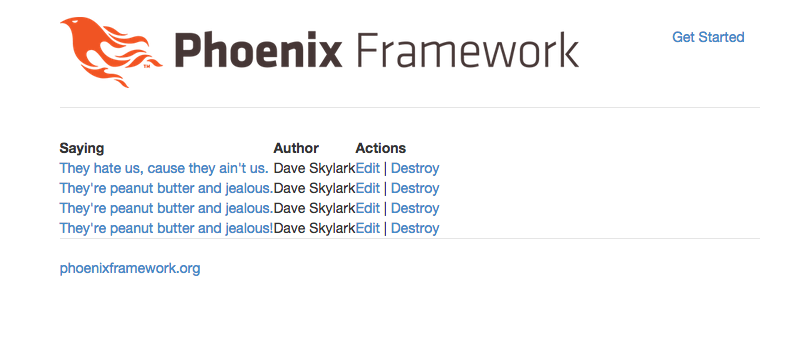 Phoenix Framework
Get Started
Saying Author Actions
They hate us, cause they ain't us. Dave Skylark Edit | Destroy
They're peanut butter and jealous. Dave Skylark Edit | Destroy
They're peanut butter and jealous. Dave Skylark Edit | Destroy
They're peanut butter and jealous! Dave Skylark Edit | Destroy
phoenixframework.org